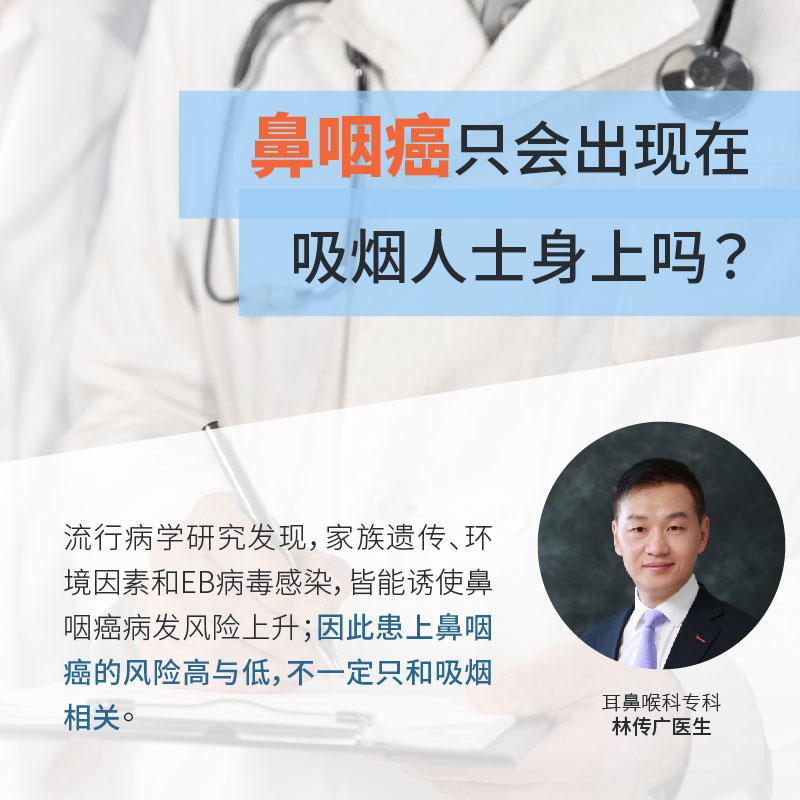 鼻咽癌只会出现在
吸烟人士身上吗？
流行病学研究发现，家族遗传、环
境因素和EB病毒感染，皆能诱使鼻
咽癌病发风险上升；因此患上鼻咽
癌的风险高与低，不一定只和吸烟
相关。
耳鼻喉科专科
林传广医生